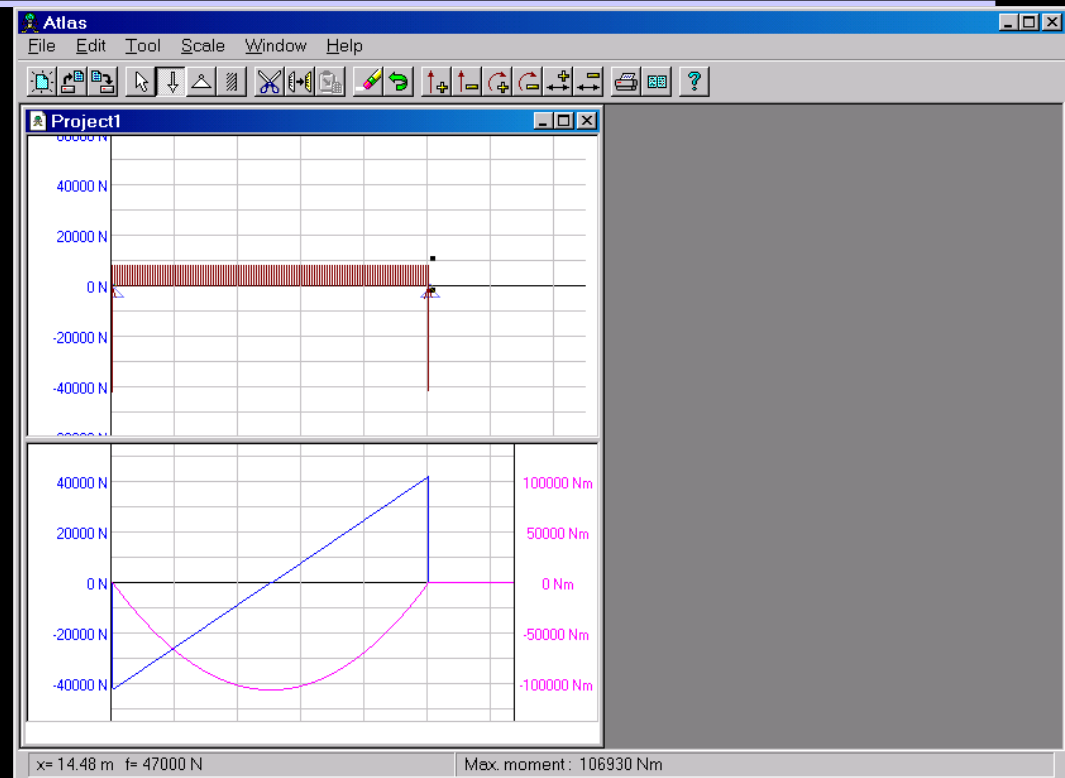 Atlas
File Edit Tool Scale Window Help
Project1
40000 N
20000 N
0 N
-20000 N
-40000 N
40000 N
20000 N
0 N
-20000 N
-40000 N
100000 Nm
50000 Nm
0 Nm
-50000 Nm
-100000 Nm
x= 14.48 m f= 47000 N
Max. moment : 106930 Nm